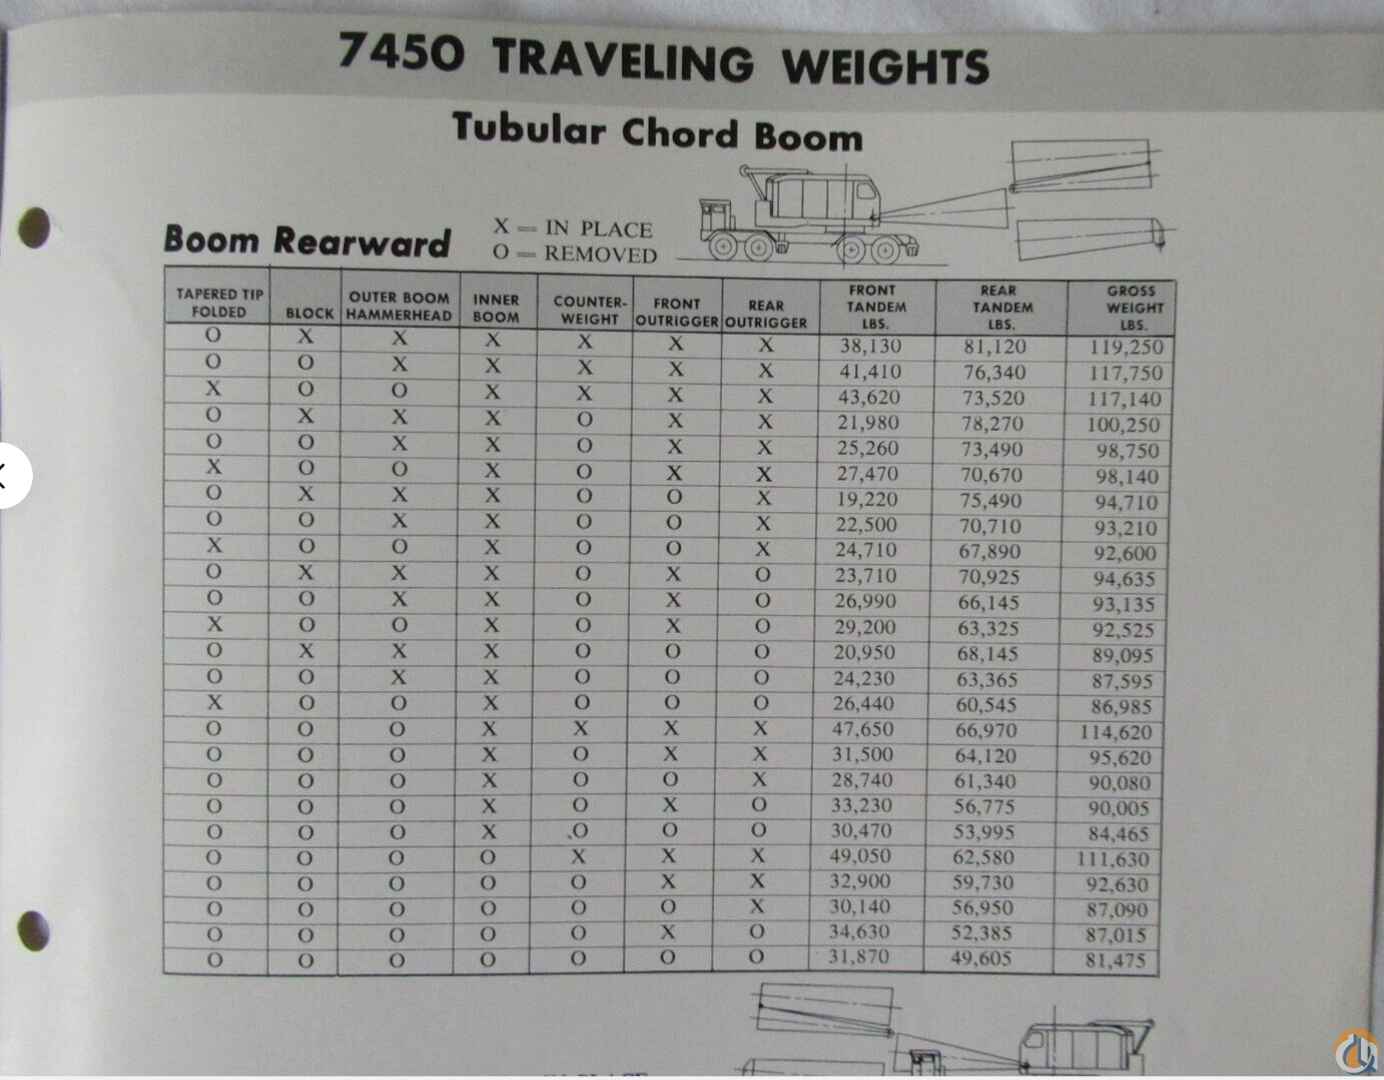 7450 TRAVELING WEIGHTS
Tubular Chord Boom
Boom Rearward
X = IN PLACE
O = REMOVED
TAPERED TIP FOLDED BLOCK OUTER BOOM HAMMERHEAD INNER BOOM COUNTER-WEIGHT FRONT OUTRIGGER REAR OUTRIGGER FRONT TANDEM LBS. REAR TANDEM LBS. GROSS WEIGHT LBS.
O X X X X X X 38,130 81,120 119,250
O O X X X X X 41,410 76,340 117,750
X O O X X X X 43,620 73,520 117,140
O X X X O X X 21,980 78,270 100,250
O O X X O X X 25,260 73,490 98,750
X O O X O X X 27,470 70,670 98,140
O X X X O O X 19,220 75,490 94,710
O O X X O O X 22,500 70,710 93,210
X O O X O O X 24,710 67,890 92,600
O X X X O X O 23,710 70,925 94,635
O O X X O X O 26,990 66,145 93,135
X O O X O X O 29,200 63,325 92,525
O X X X O O O 20,950 68,145 89,095
O O X X O O O 24,230 63,365 87,595
X O O X O O O 26,440 60,545 86,985
O O O X X X X 47,650 66,970 114,620
O O O X O X X 31,500 64,120 95,620
O O O X O O X 28,740 61,340 90,080
O O O X O X O 33,230 56,775 90,005
O O O X O O O 30,470 53,995 84,465
O O O O X X X 49,050 62,580 111,630
O O O O O X X 32,900 59,730 92,630
O O O O O O X 30,140 56,950 87,090
O O O O O X O 34,630 52,385 87,015
O O O O O O O 31,870 49,605 81,475